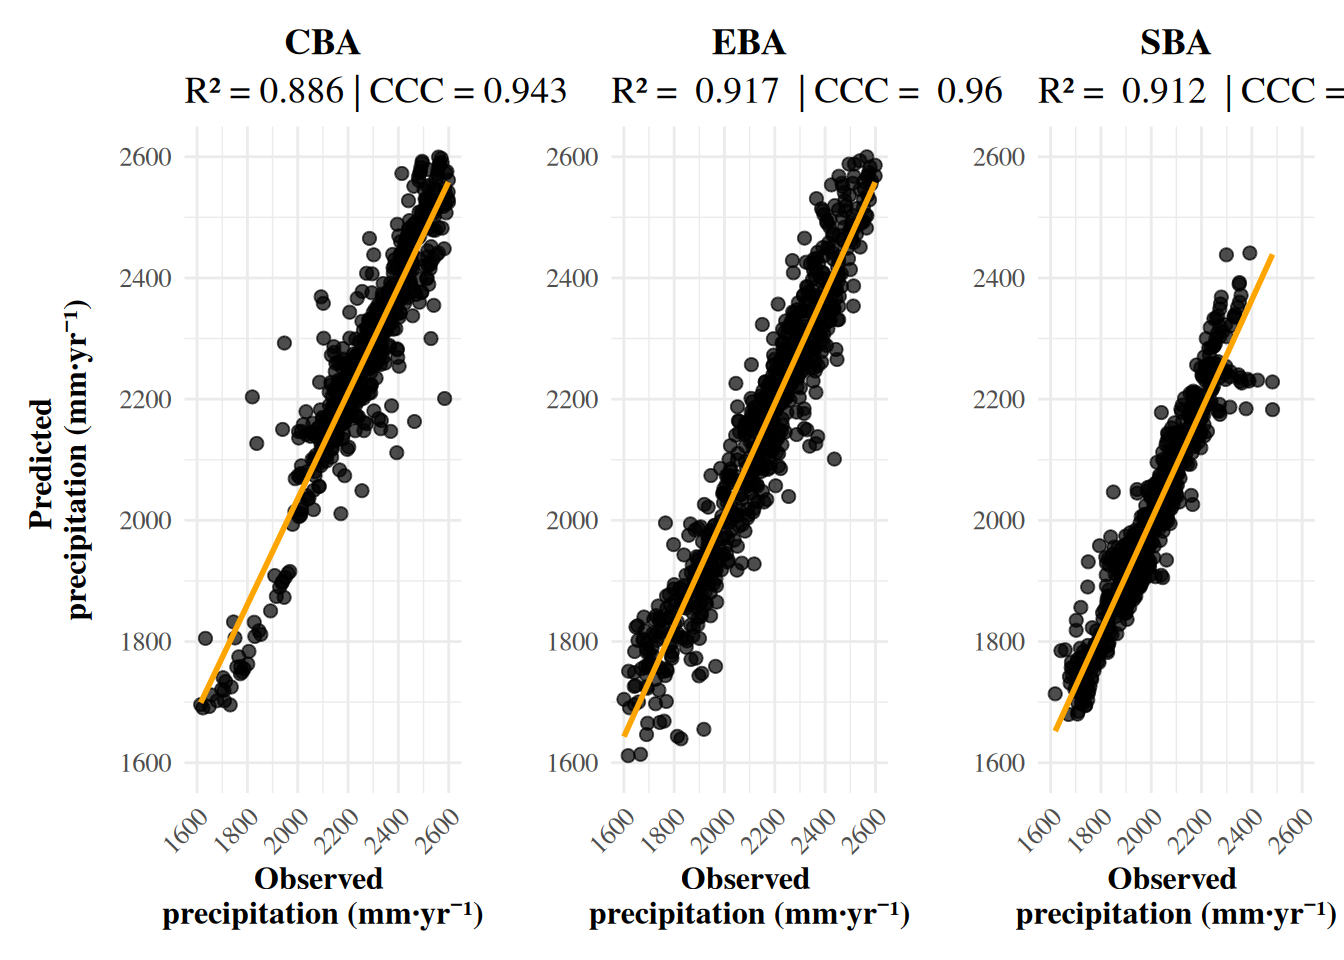 CBA
EBA
SBA
R² = 0.886 | CCC = 0.943
R² = 0.917 | CCC = 0.96
R² = 0.912 | CCC =
Predicted
precipitation (mm·yr⁻¹)
2600
2400
2200
2000
1800
1600
2600
2400
2200
2000
1800
1600
2600
2400
2200
2000
1800
1600
1600 1800 2000 2200 2400 2600
1600 1800 2000 2200 2400 2600
1600 1800 2000 2200 2400 2600
Observed
precipitation (mm·yr⁻¹)
Observed
precipitation (mm·yr⁻¹)
Observed
precipitation (mm·yr⁻¹)